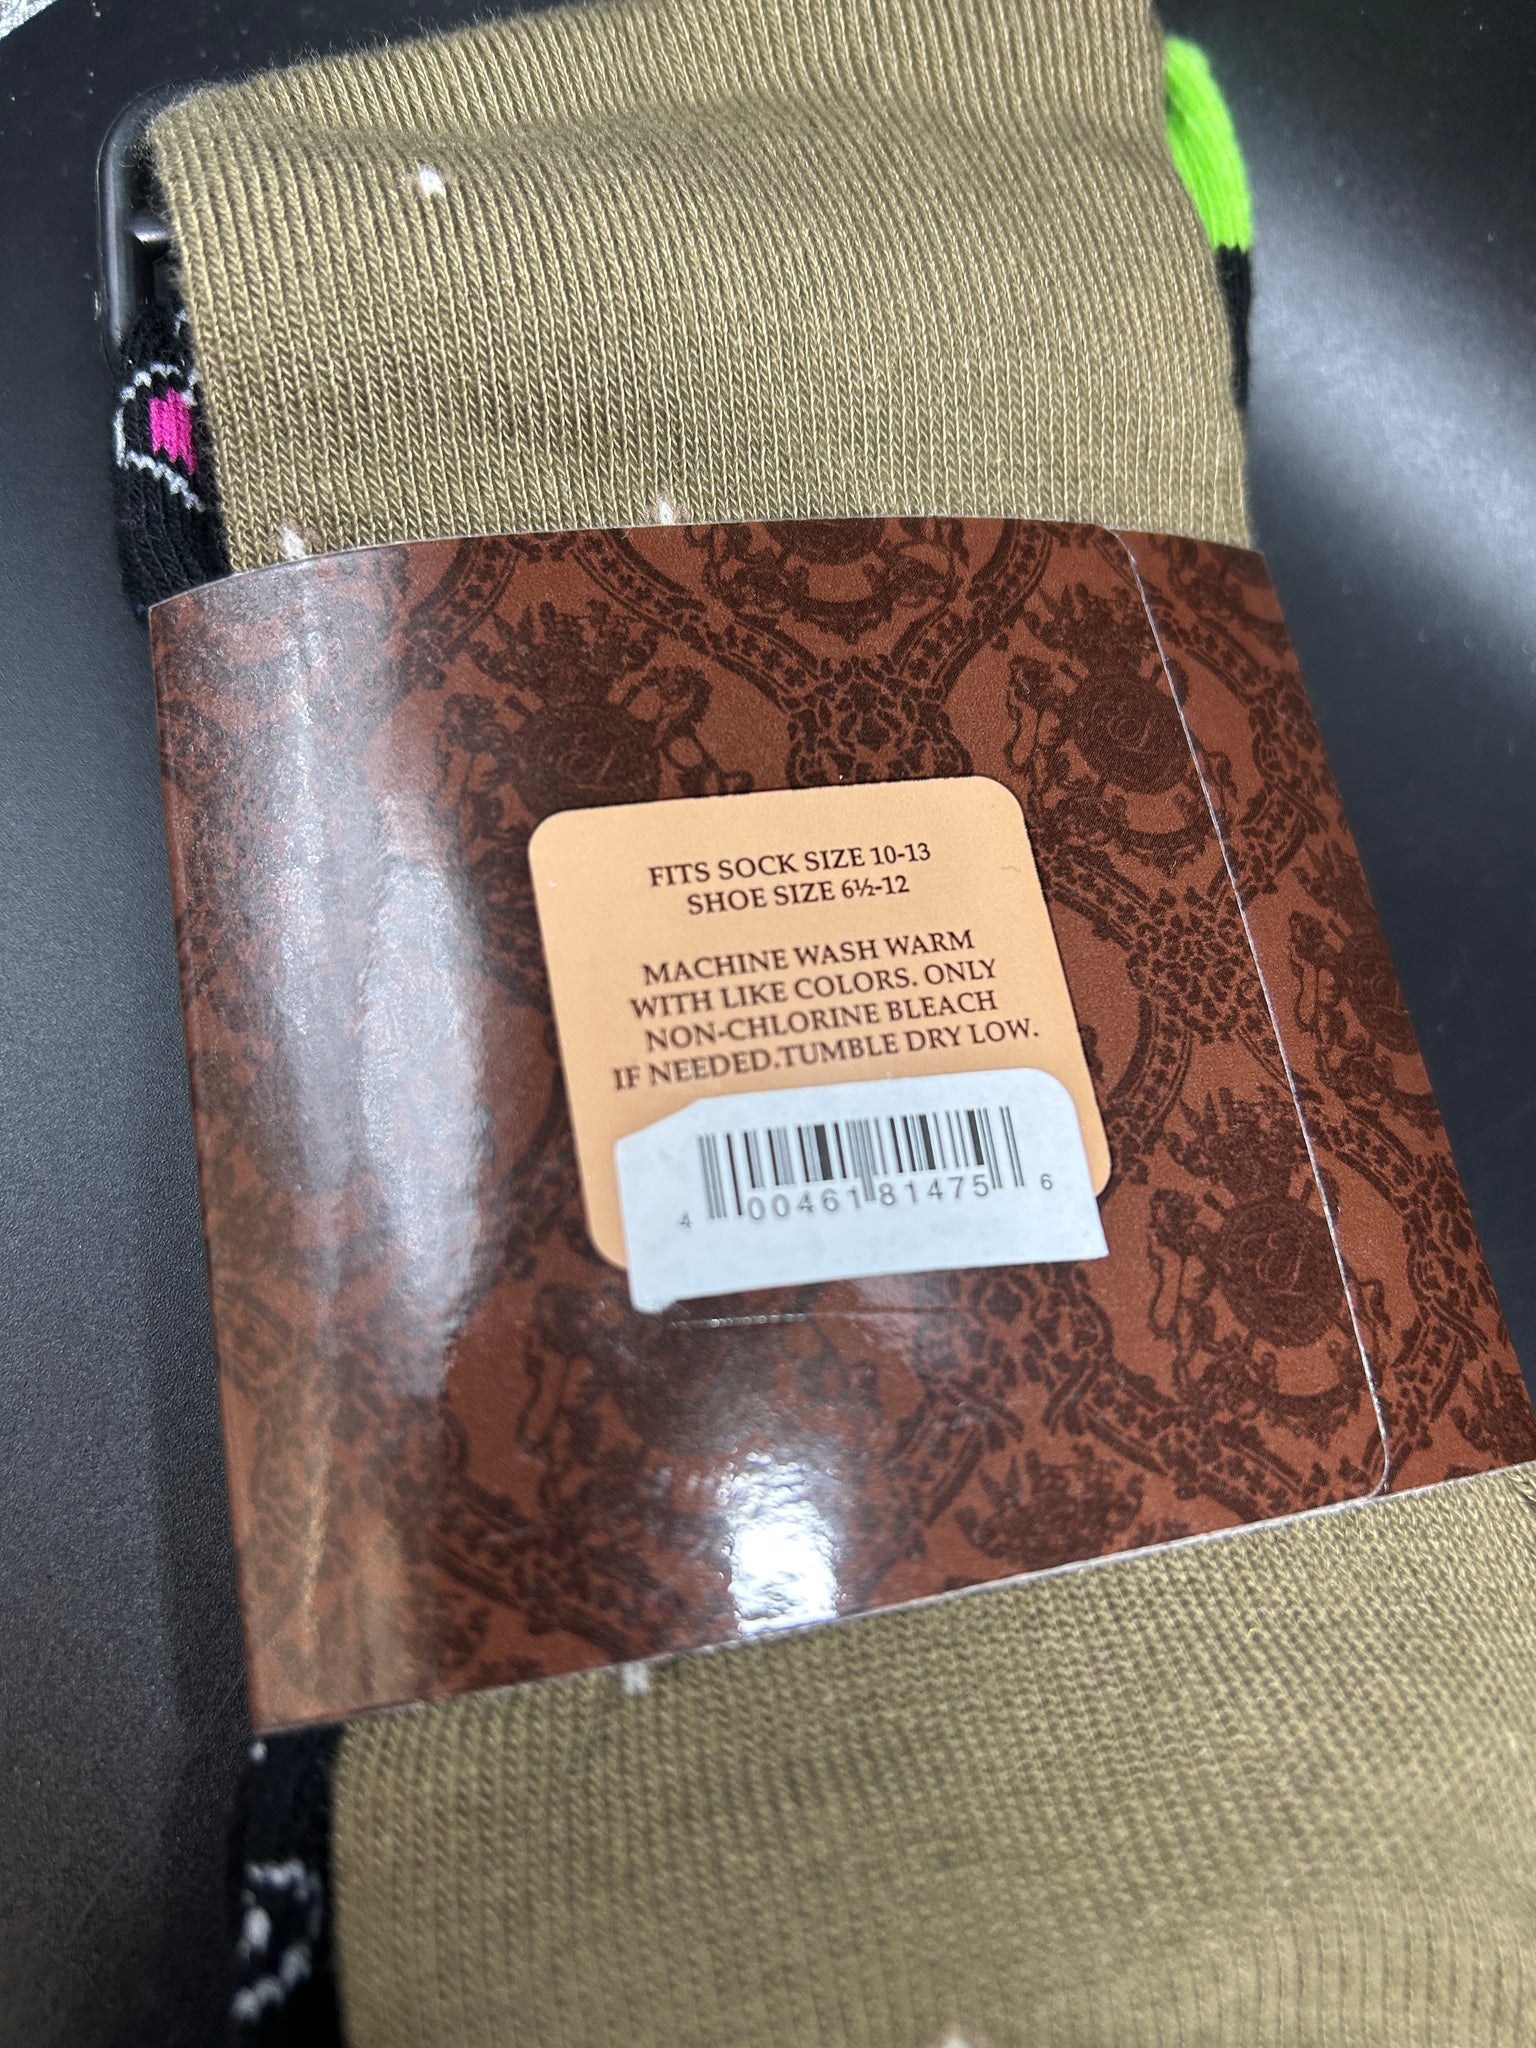 FITS SOCK SIZE 10-13
SHOE SIZE 6½-12
MACHINE WASH WARM
WITH LIKE COLORS. ONLY
NON-CHLORINE BLEACH
IF NEEDED.TUMBLE DRY LOW.
4 00461 81475 6